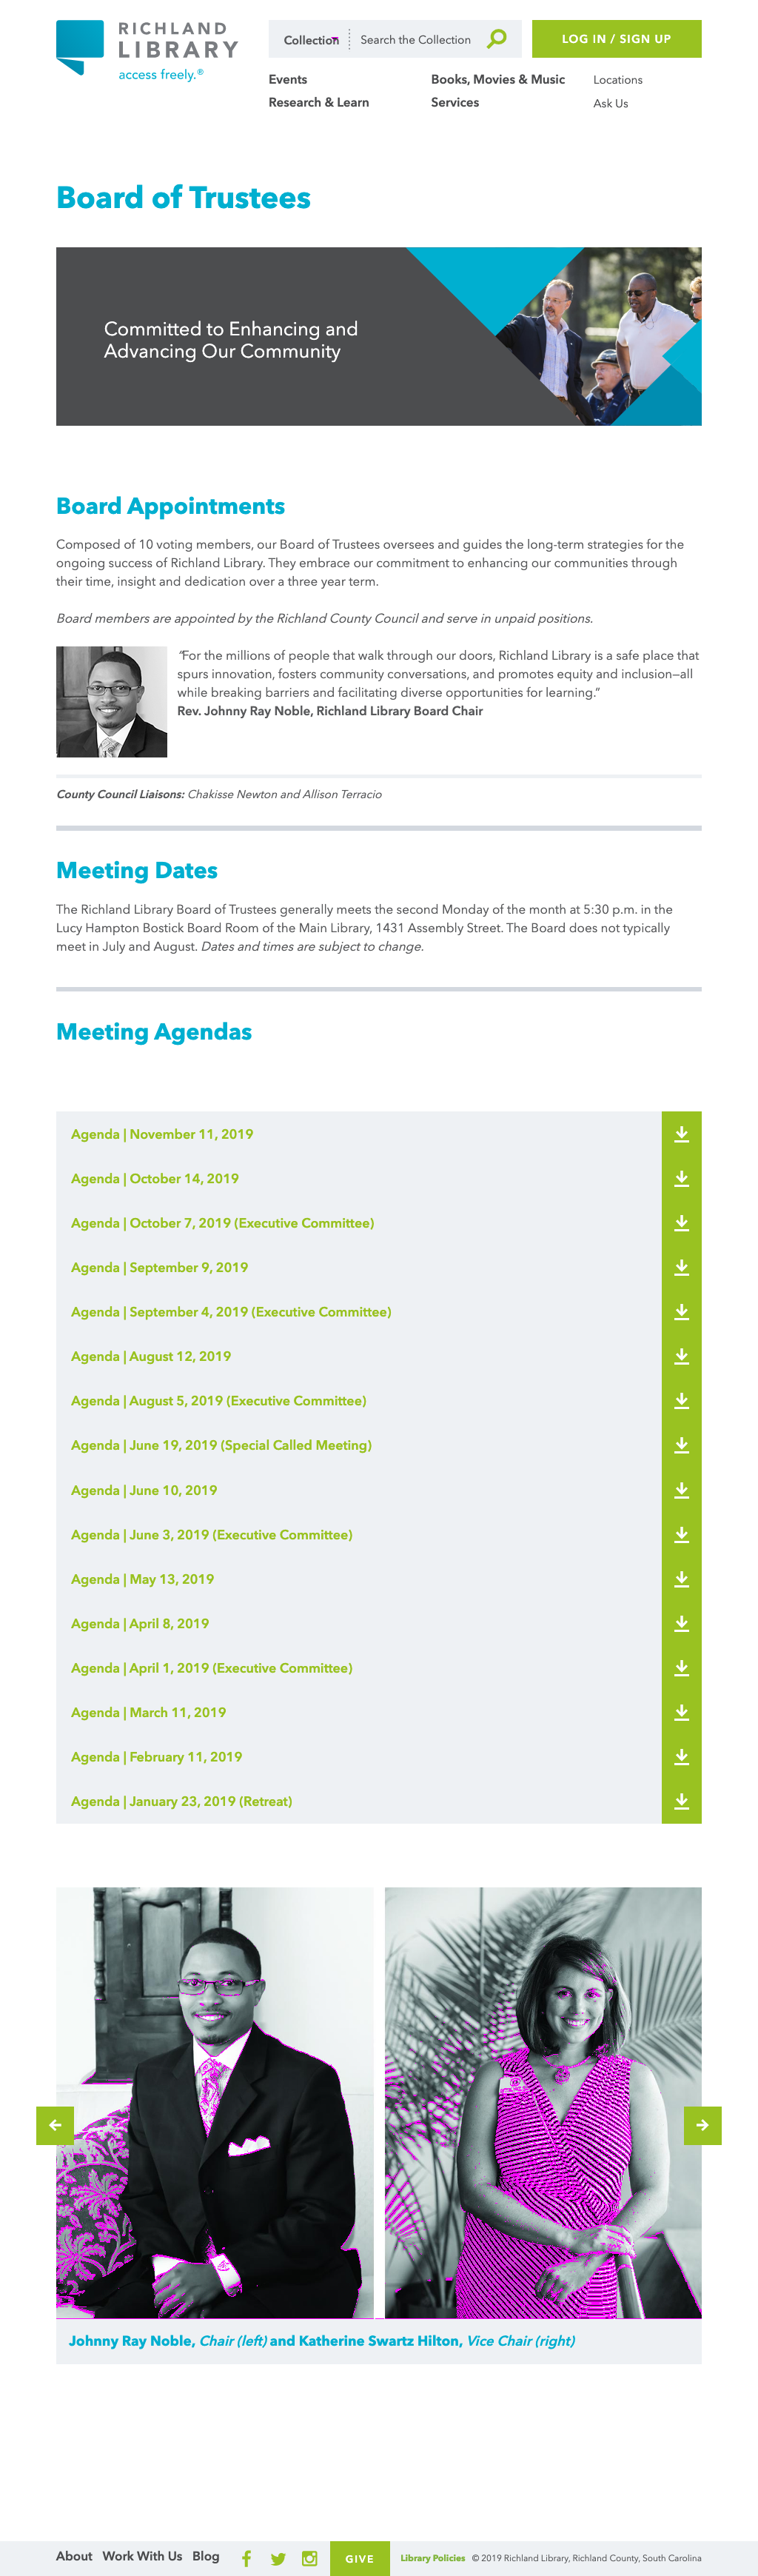 RICHLAND
LIBRARY
access freely.®
Collection
Search the Collection
LOG IN / SIGN UP
Events
Books, Movies & Music
Locations
Research & Learn
Services
Ask Us
Board of Trustees
Committed to Enhancing and
Advancing Our Community
Board Appointments
Composed of 10 voting members, our Board of Trustees oversees and guides the long-term strategies for the
ongoing success of Richland Library. They embrace our commitment to enhancing our communities through
their time, insight and dedication over a three year term.
Board members are appointed by the Richland County Council and serve in unpaid positions.
“For the millions of people that walk through our doors, Richland Library is a safe place that
spurs innovation, fosters community conversations, and promotes equity and inclusion—all
while breaking barriers and facilitating diverse opportunities for learning.”
Rev. Johnny Ray Noble, Richland Library Board Chair
County Council Liaisons: Chakisse Newton and Allison Terracio
Meeting Dates
The Richland Library Board of Trustees generally meets the second Monday of the month at 5:30 p.m. in the
Lucy Hampton Bostick Board Room of the Main Library, 1431 Assembly Street. The Board does not typically
meet in July and August. Dates and times are subject to change.
Meeting Agendas
Agenda | November 11, 2019
Agenda | October 14, 2019
Agenda | October 7, 2019 (Executive Committee)
Agenda | September 9, 2019
Agenda | September 4, 2019 (Executive Committee)
Agenda | August 12, 2019
Agenda | August 5, 2019 (Executive Committee)
Agenda | June 19, 2019 (Special Called Meeting)
Agenda | June 10, 2019
Agenda | June 3, 2019 (Executive Committee)
Agenda | May 13, 2019
Agenda | April 8, 2019
Agenda | April 1, 2019 (Executive Committee)
Agenda | March 11, 2019
Agenda | February 11, 2019
Agenda | January 23, 2019 (Retreat)
Johnny Ray Noble, Chair (left) and Katherine Swartz Hilton, Vice Chair (right)
About Work With Us Blog GIVE Library Policies © 2019 Richland Library, Richland County, South Carolina